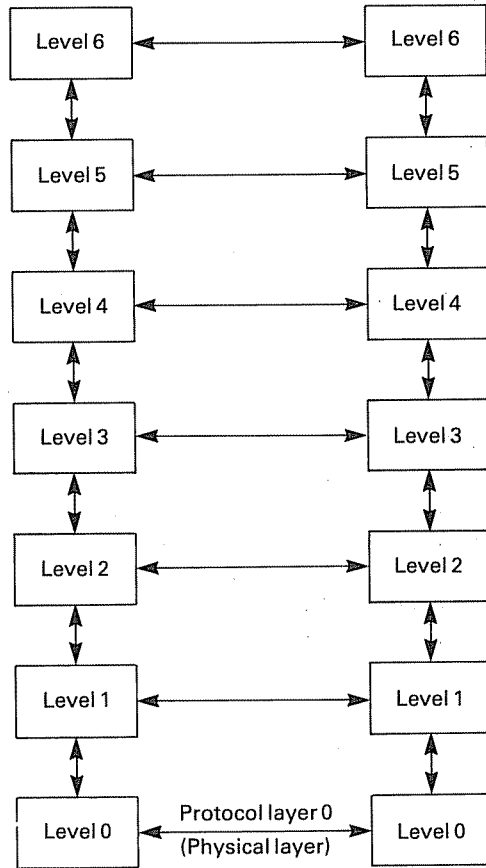 Level 6 Level 6
Level 5 Level 5
Level 4 Level 4
Level 3 Level 3
Level 2 Level 2
Level 1 Level 1
Protocol layer 0
Level 0 Level 0
(Physical layer)